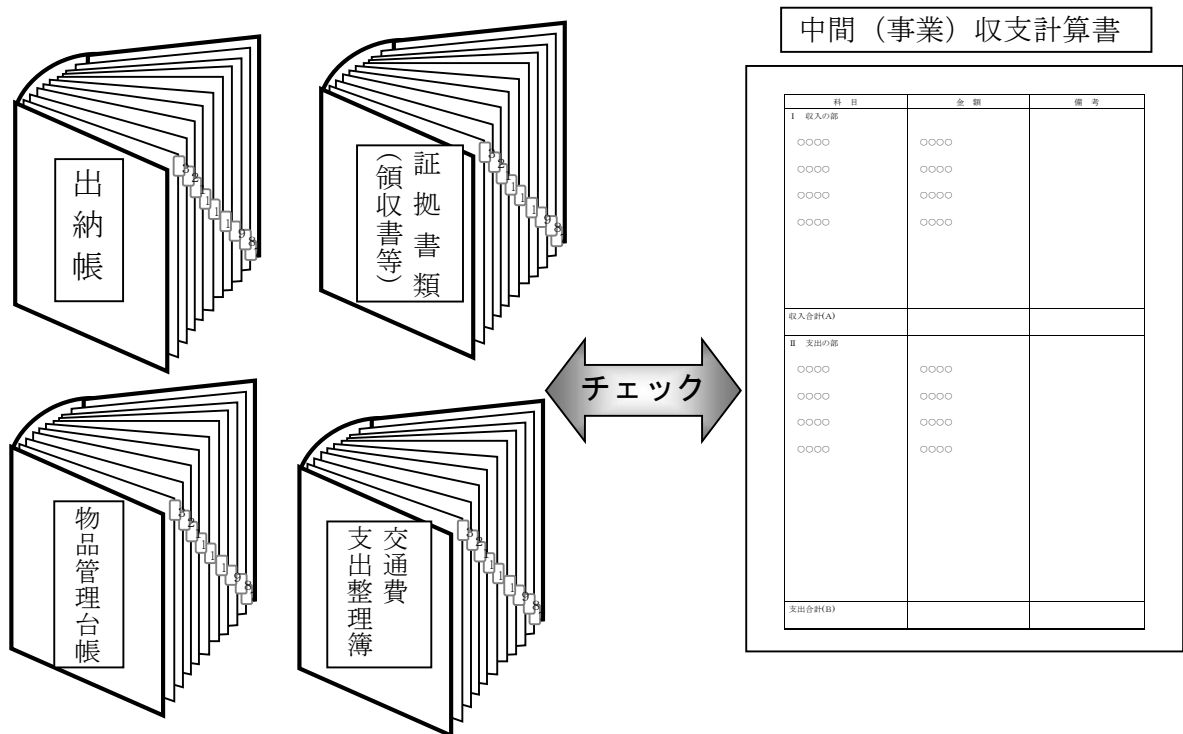 出納帳
証拠書類
(領収書等)
物品管理台帳
交通費
支出整理簿
チェック
中間（事業）収支計算書
科 目 金 額 備 考
Ⅰ 収入の部
○○○○ ○○○○
○○○○ ○○○○
○○○○ ○○○○
○○○○ ○○○○
収入合計(A)
Ⅱ 支出の部
○○○○ ○○○○
○○○○ ○○○○
○○○○ ○○○○
○○○○ ○○○○
支出合計(B)